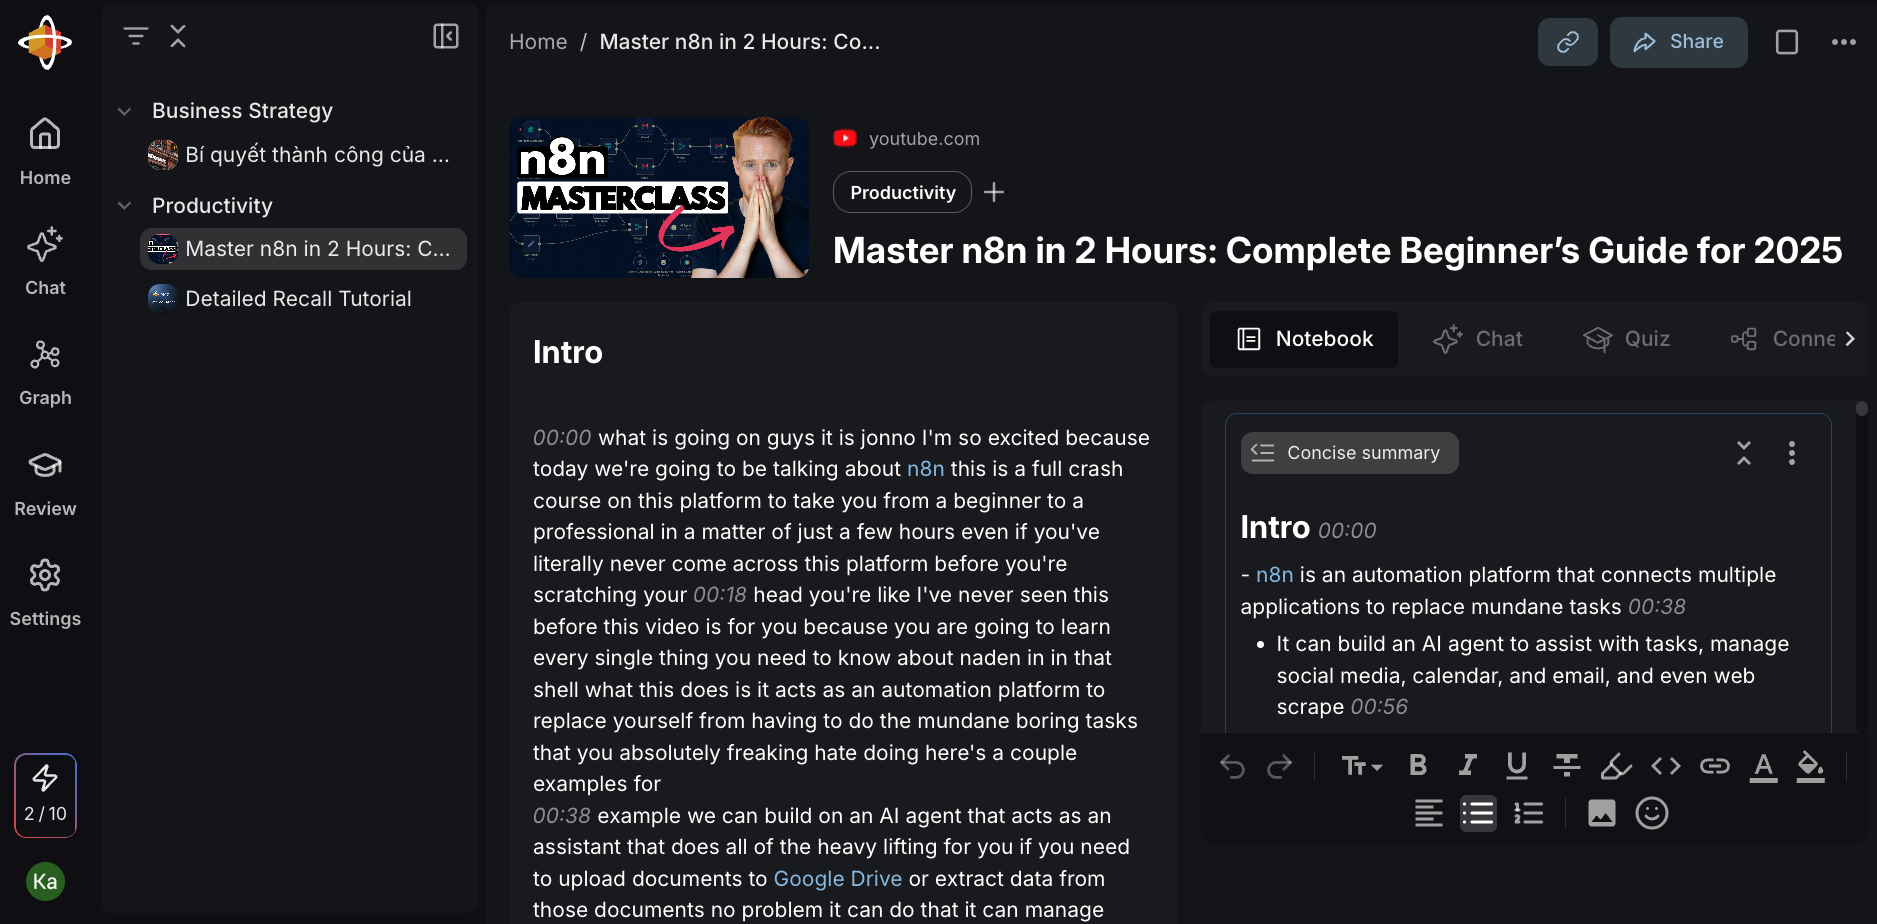 Home
Chat
Graph
Review
Settings
2 / 10
Ka
Business Strategy
Bí quyết thành công của ...
Productivity
Master n8n in 2 Hours: C...
Detailed Recall Tutorial
Home / Master n8n in 2 Hours: Co...
Share
n8n
MASTERCLASS
youtube.com
Productivity
Master n8n in 2 Hours: Complete Beginner’s Guide for 2025
Intro
00:00 what is going on guys it is jonno I'm so excited because
today we're going to be talking about n8n this is a full crash
course on this platform to take you from a beginner to a
professional in a matter of just a few hours even if you've
literally never come across this platform before you're
scratching your 00:18 head you're like I've never seen this
before this video is for you because you are going to learn
every single thing you need to know about naden in in that
shell what this does is it acts as an automation platform to
replace yourself from having to do the mundane boring tasks
that you absolutely freaking hate doing here's a couple
examples for
00:38 example we can build on an AI agent that acts as an
assistant that does all of the heavy lifting for you if you need
to upload documents to Google Drive or extract data from
those documents no problem it can do that it can manage
Notebook
Chat
Quiz
Conne
Concise summary
Intro 00:00
- n8n is an automation platform that connects multiple
applications to replace mundane tasks 00:38
• It can build an AI agent to assist with tasks, manage
social media, calendar, and email, and even web
scrape 00:56